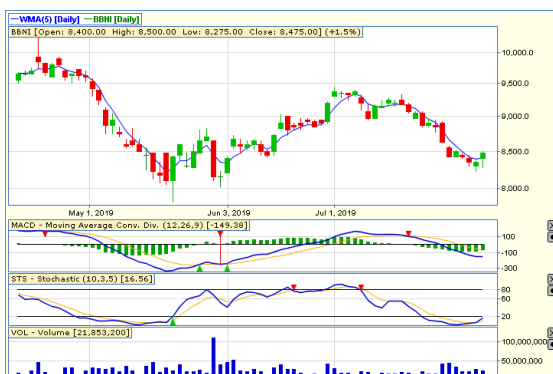 WMA(5) [Daily] BBNI [Daily]
BBNI [Open: 8,400.00 High: 8,500.00 Low: 8,275.00 Close: 8,475.00] (+1.5%)
10,000.0
9,500.0
9,000.0
8,500.0
8,000.0
May 1, 2019 Jun 3, 2019 Jul 1, 2019
MACD - Moving Average Conv. Div. (12,26,9) [-149.38]
100
-100
-300
STS - Stochastic (10,3,5) [16.56]
80
60
20
VOL - Volume [21,853,200]
100,000,000
50,000,000